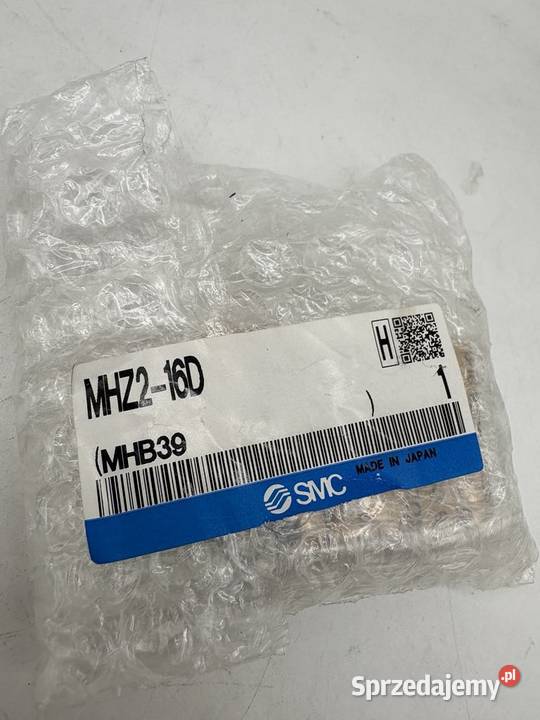 H
MHZ2-16D
) 1
(MHB39
MADE IN JAPAN
SMC
Sprzedajemy.pl